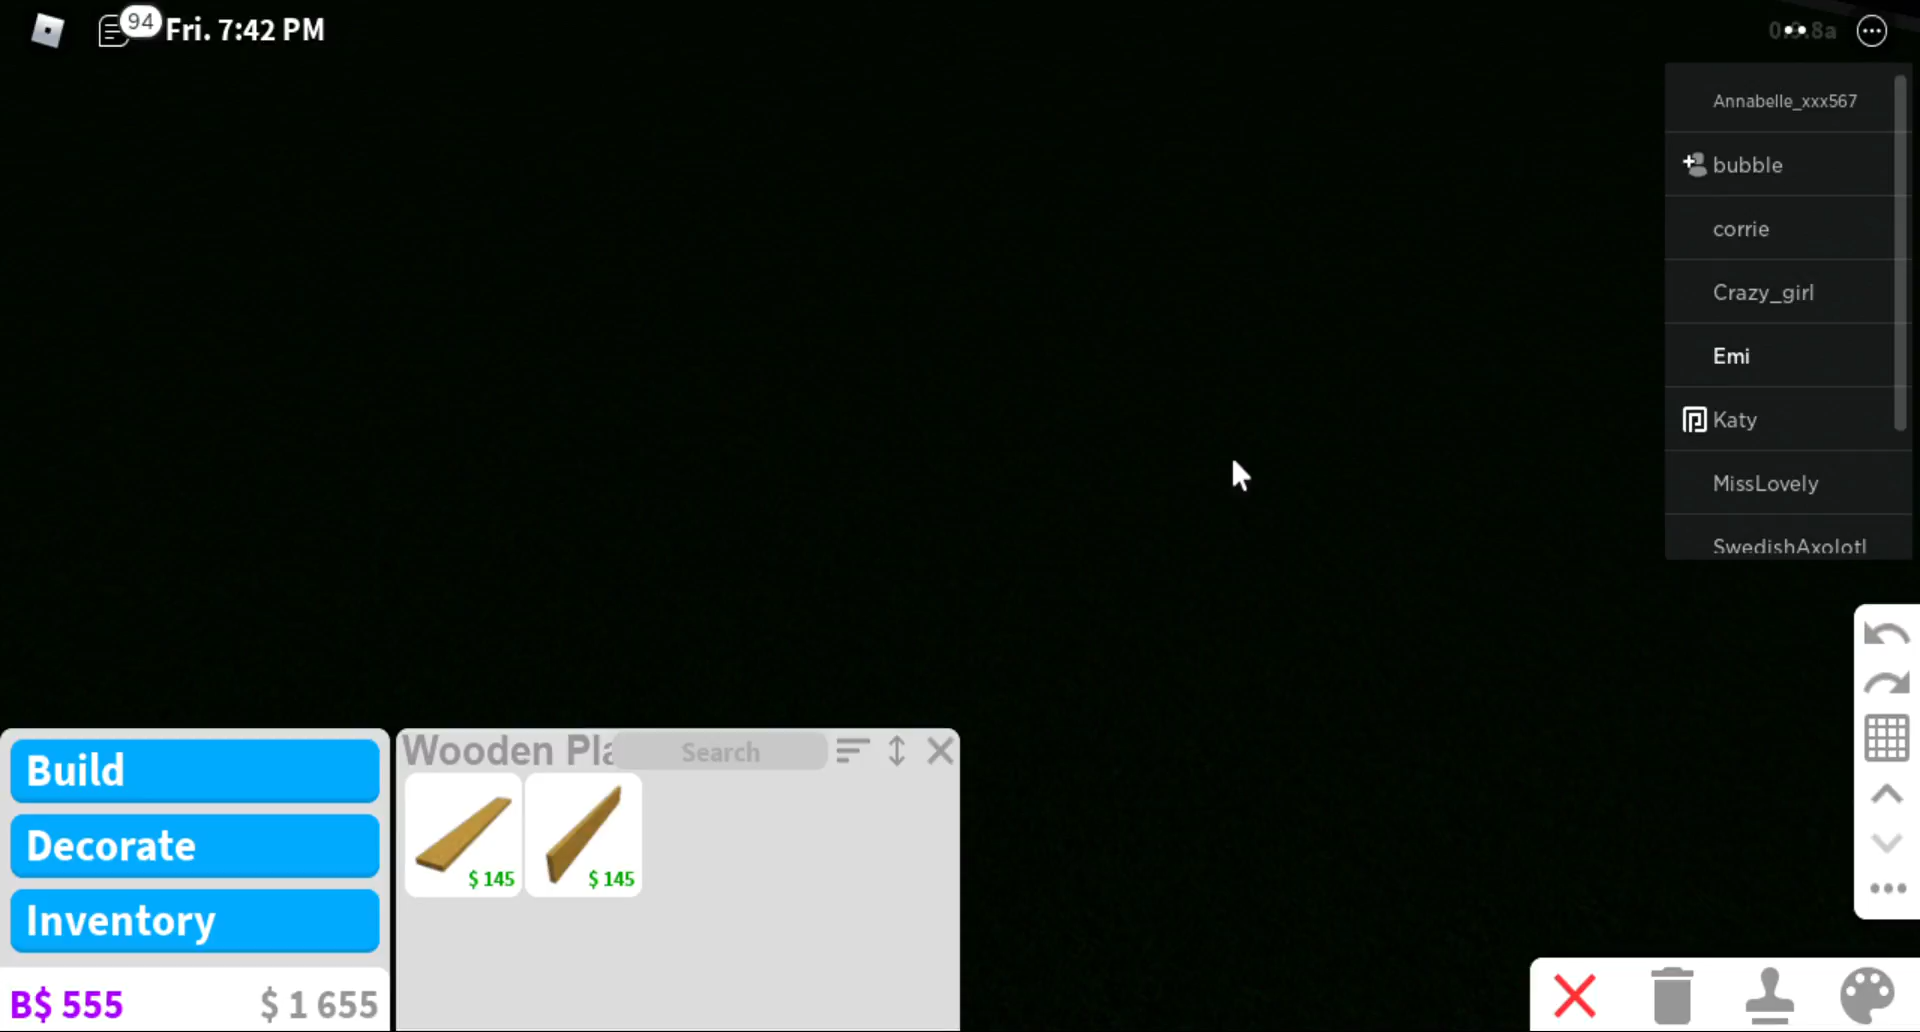 94
Fri. 7:42 PM
Annabelle_xxx567
bubble
corrie
Crazy_girl
Emi
Katy
MissLovely
SwedishAxolotl
Build
Decorate
Inventory
B$ 555
$ 1 655
Wooden Pla
Search
$ 145
$ 145